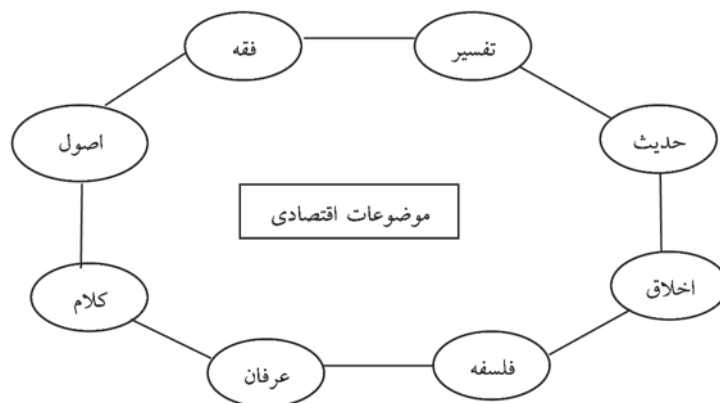 تفسیر
فقه
حدیث
اصول
موضوعات اقتصادی
اخلاق
کلام
فلسفه
عرفان